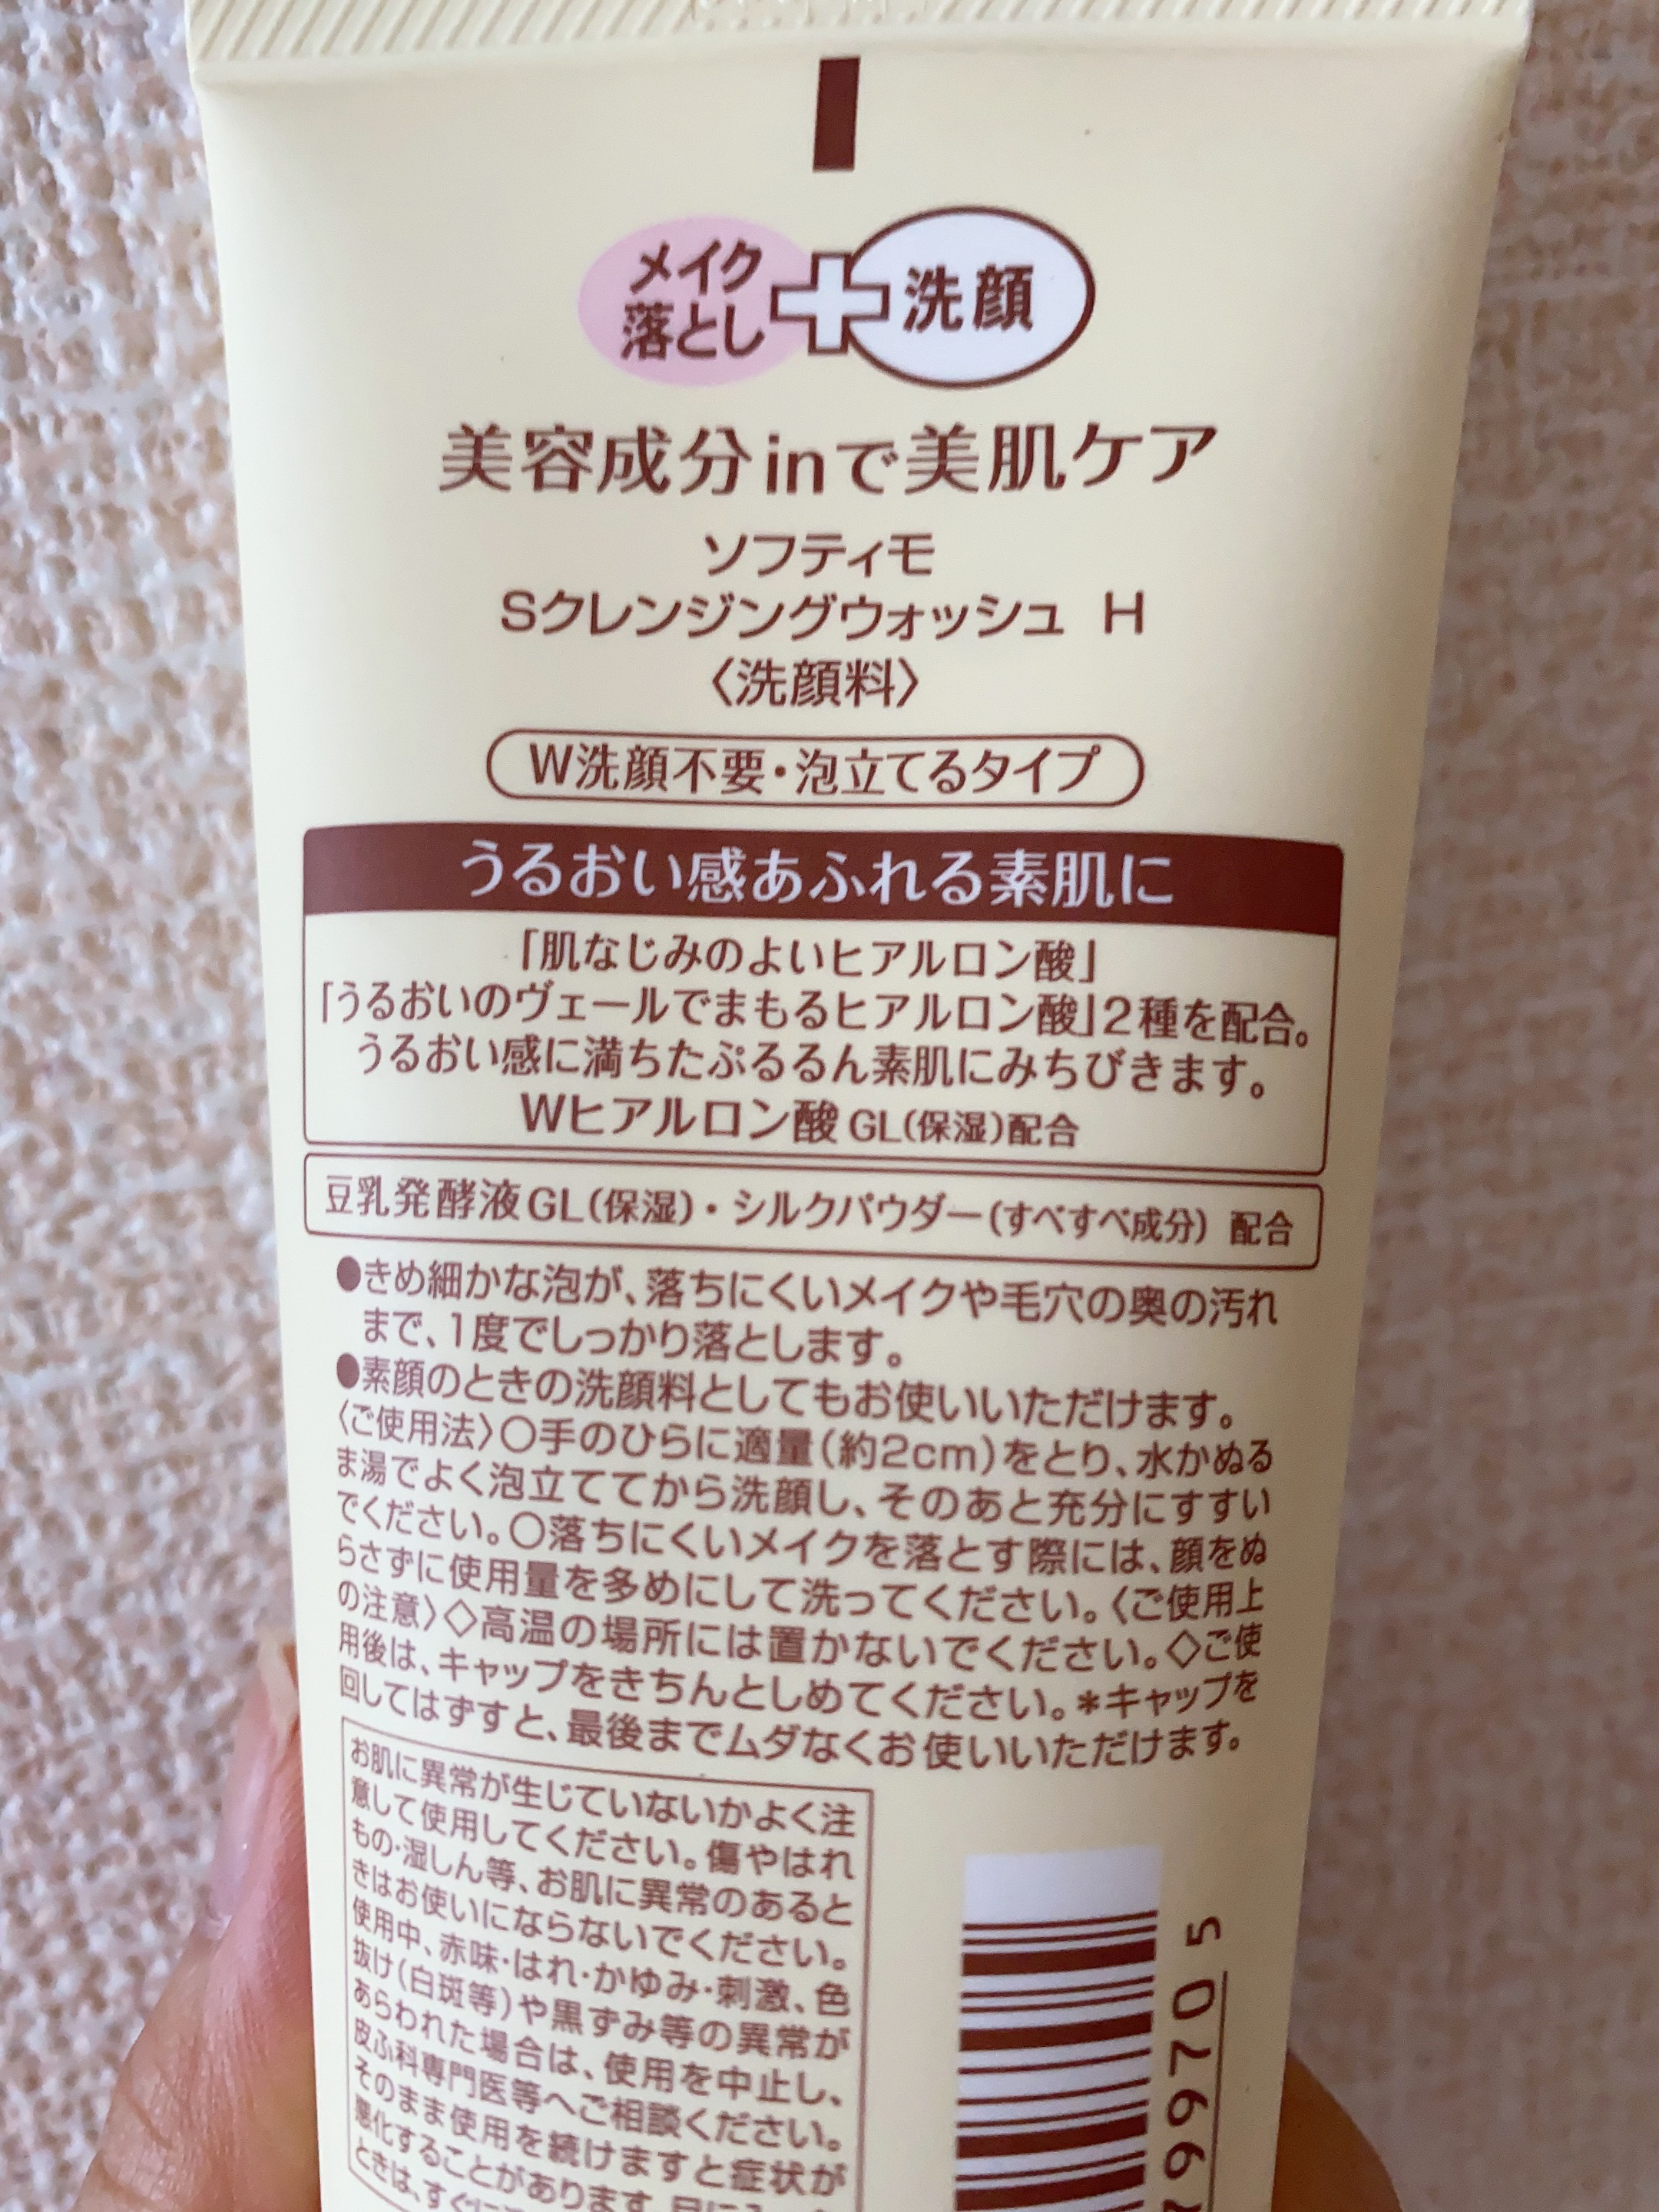 メイク
落とし
洗顔
美容成分inで美肌ケア
ソフティモ
Sクレンジングウォッシュ H
〈洗顔料〉
W洗顔不要・泡立てるタイプ
うるおい感あふれる素肌に
「肌なじみのよいヒアルロン酸」
「うるおいのヴェールでまもるヒアルロン酸」2種を配合。
うるおい感に満ちたぷるるん素肌にみちびきます。
Wヒアルロン酸 GL(保湿)配合
豆乳発酵液GL(保湿)・シルクパウダー(すべすべ成分) 配合
●きめ細かな泡が、落ちにくいメイクや毛穴の奥の汚れ
まで、1度でしっかり落とします。
●素顔のときの洗顔料としてもお使いいただけます。
〈ご使用法〉○手のひらに適量(約2cm)をとり、水かぬる
ま湯でよく泡立ててから洗顔し、そのあと充分にすすい
でください。○落ちにくいメイクを落とす際には、顔をぬ
らさずに使用量を多めにして洗ってください。〈ご使用上
の注意〉◇高温の場所には置かないでください。◇ご使
用後は、キャップをきちんとしめてください。*キャップを
回してはずすと、最後までムダなくお使いいただけます。
お肌に異常が生じていないかよく注
意して使用してください。傷やはれ
もの・湿しん等、お肌に異常のあると
きはお使いにならないでください。
使用中、赤味・はれ・かゆみ・刺激、色
抜け(白斑等)や黒ずみ等の異常が
あらわれた場合は、使用を中止し、
皮ふ科専門医等へご相談ください。
そのまま使用を続けますと症状が
悪化することがあります。目に
ときは、すぐに
99705